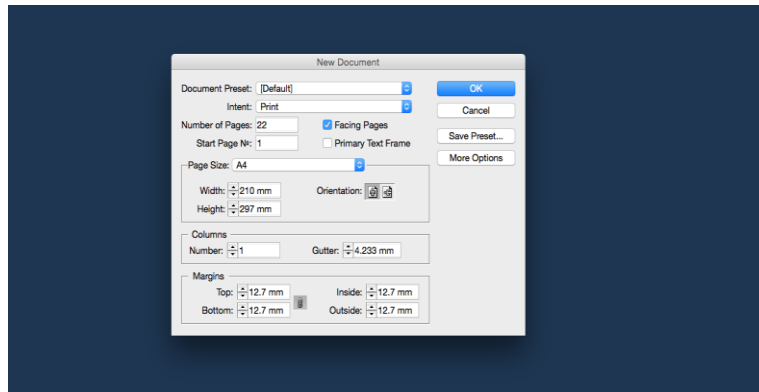 New Document
Document Preset: [Default]
OK
Intent: Print
Cancel
Number of Pages: 22
Facing Pages
Save Preset...
Start Page №: 1
Primary Text Frame
More Options
Page Size: A4
Width: 210 mm
Orientation:
Height: 297 mm
Columns
Number: 1
Gutter: 4.233 mm
Margins
Top: 12.7 mm
Inside: 12.7 mm
Bottom: 12.7 mm
Outside: 12.7 mm